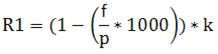 R1 = (1 − (f/p * 1000)) * k